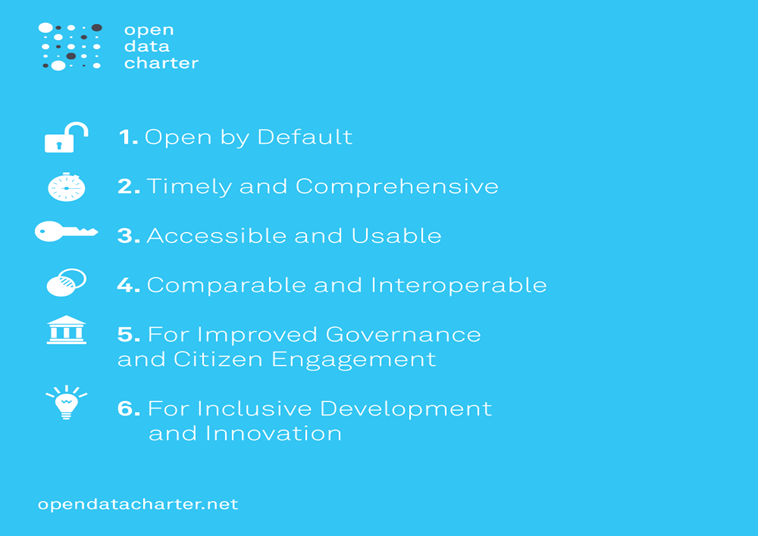 open
data
charter
1. Open by Default
2. Timely and Comprehensive
3. Accessible and Usable
4. Comparable and Interoperable
5. For Improved Governance
and Citizen Engagement
6. For Inclusive Development
and Innovation
opendatacharter.net